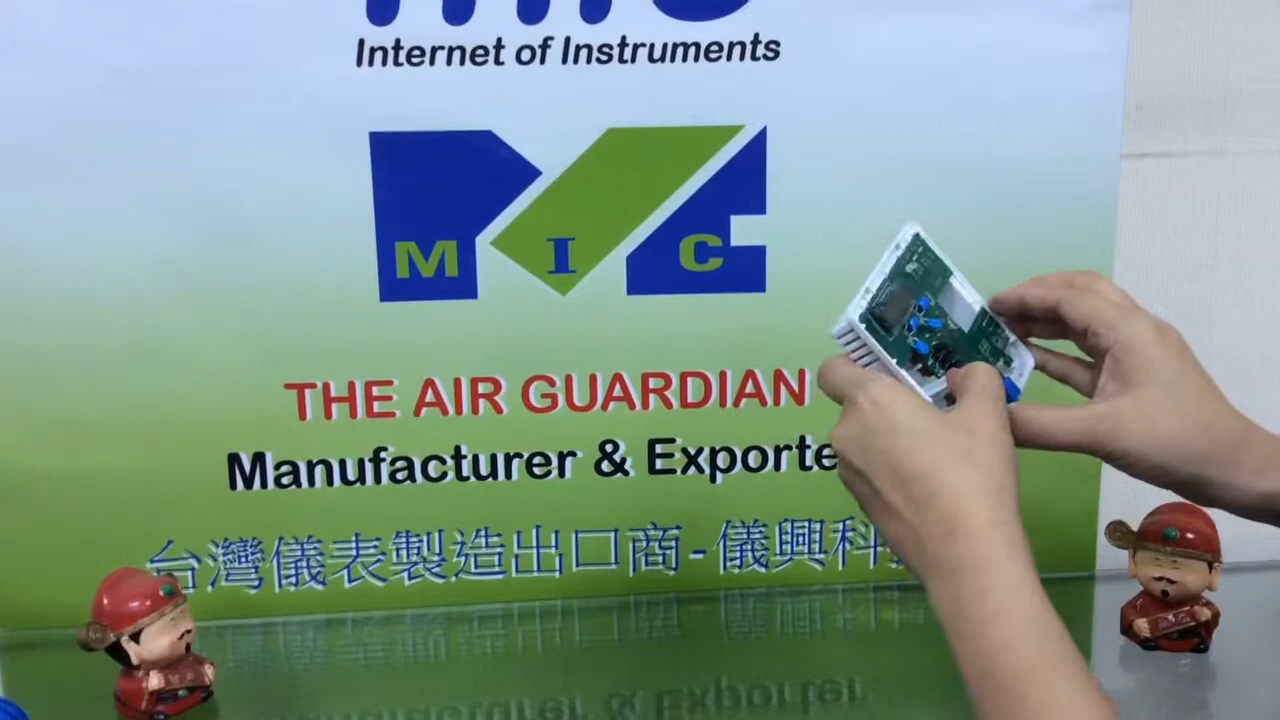 Internet of Instruments
M I C
THE AIR GUARDIAN
Manufacturer & Exporte
台灣儀表製造出口商-儀興科